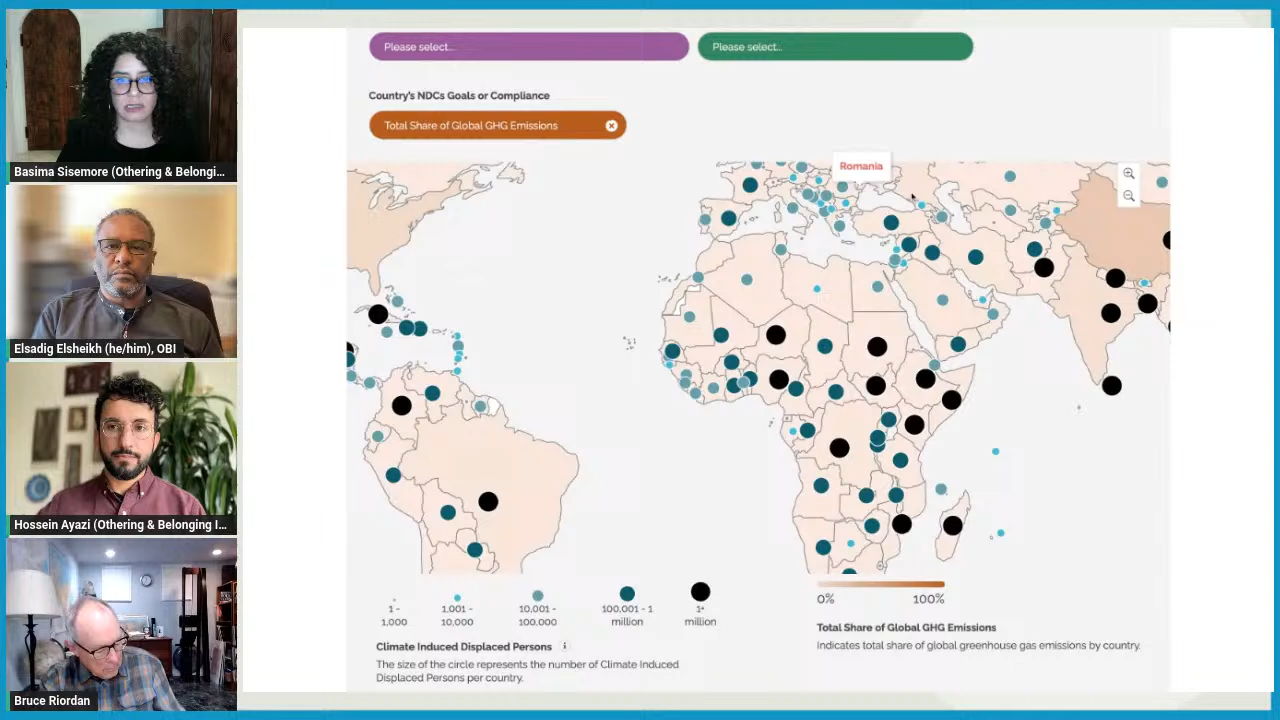 Basima Sisemore (Othering & Belongi...
Elsadig Elsheikh (he/him), OBI
Hossein Ayazi (Othering & Belonging I...
Bruce Riordan
Please select...
Please select...
Country's NDCs Goals or Compliance
Total Share of Global GHG Emissions
Romania
1 -
1,000
1,001 -
10,000
10,001 -
100,000
100,001 - 1
million
1+
million
Climate Induced Displaced Persons
The size of the circle represents the number of Climate Induced
Displaced Persons per country.
0%
100%
Total Share of Global GHG Emissions
Indicates total share of global greenhouse gas emissions by country.